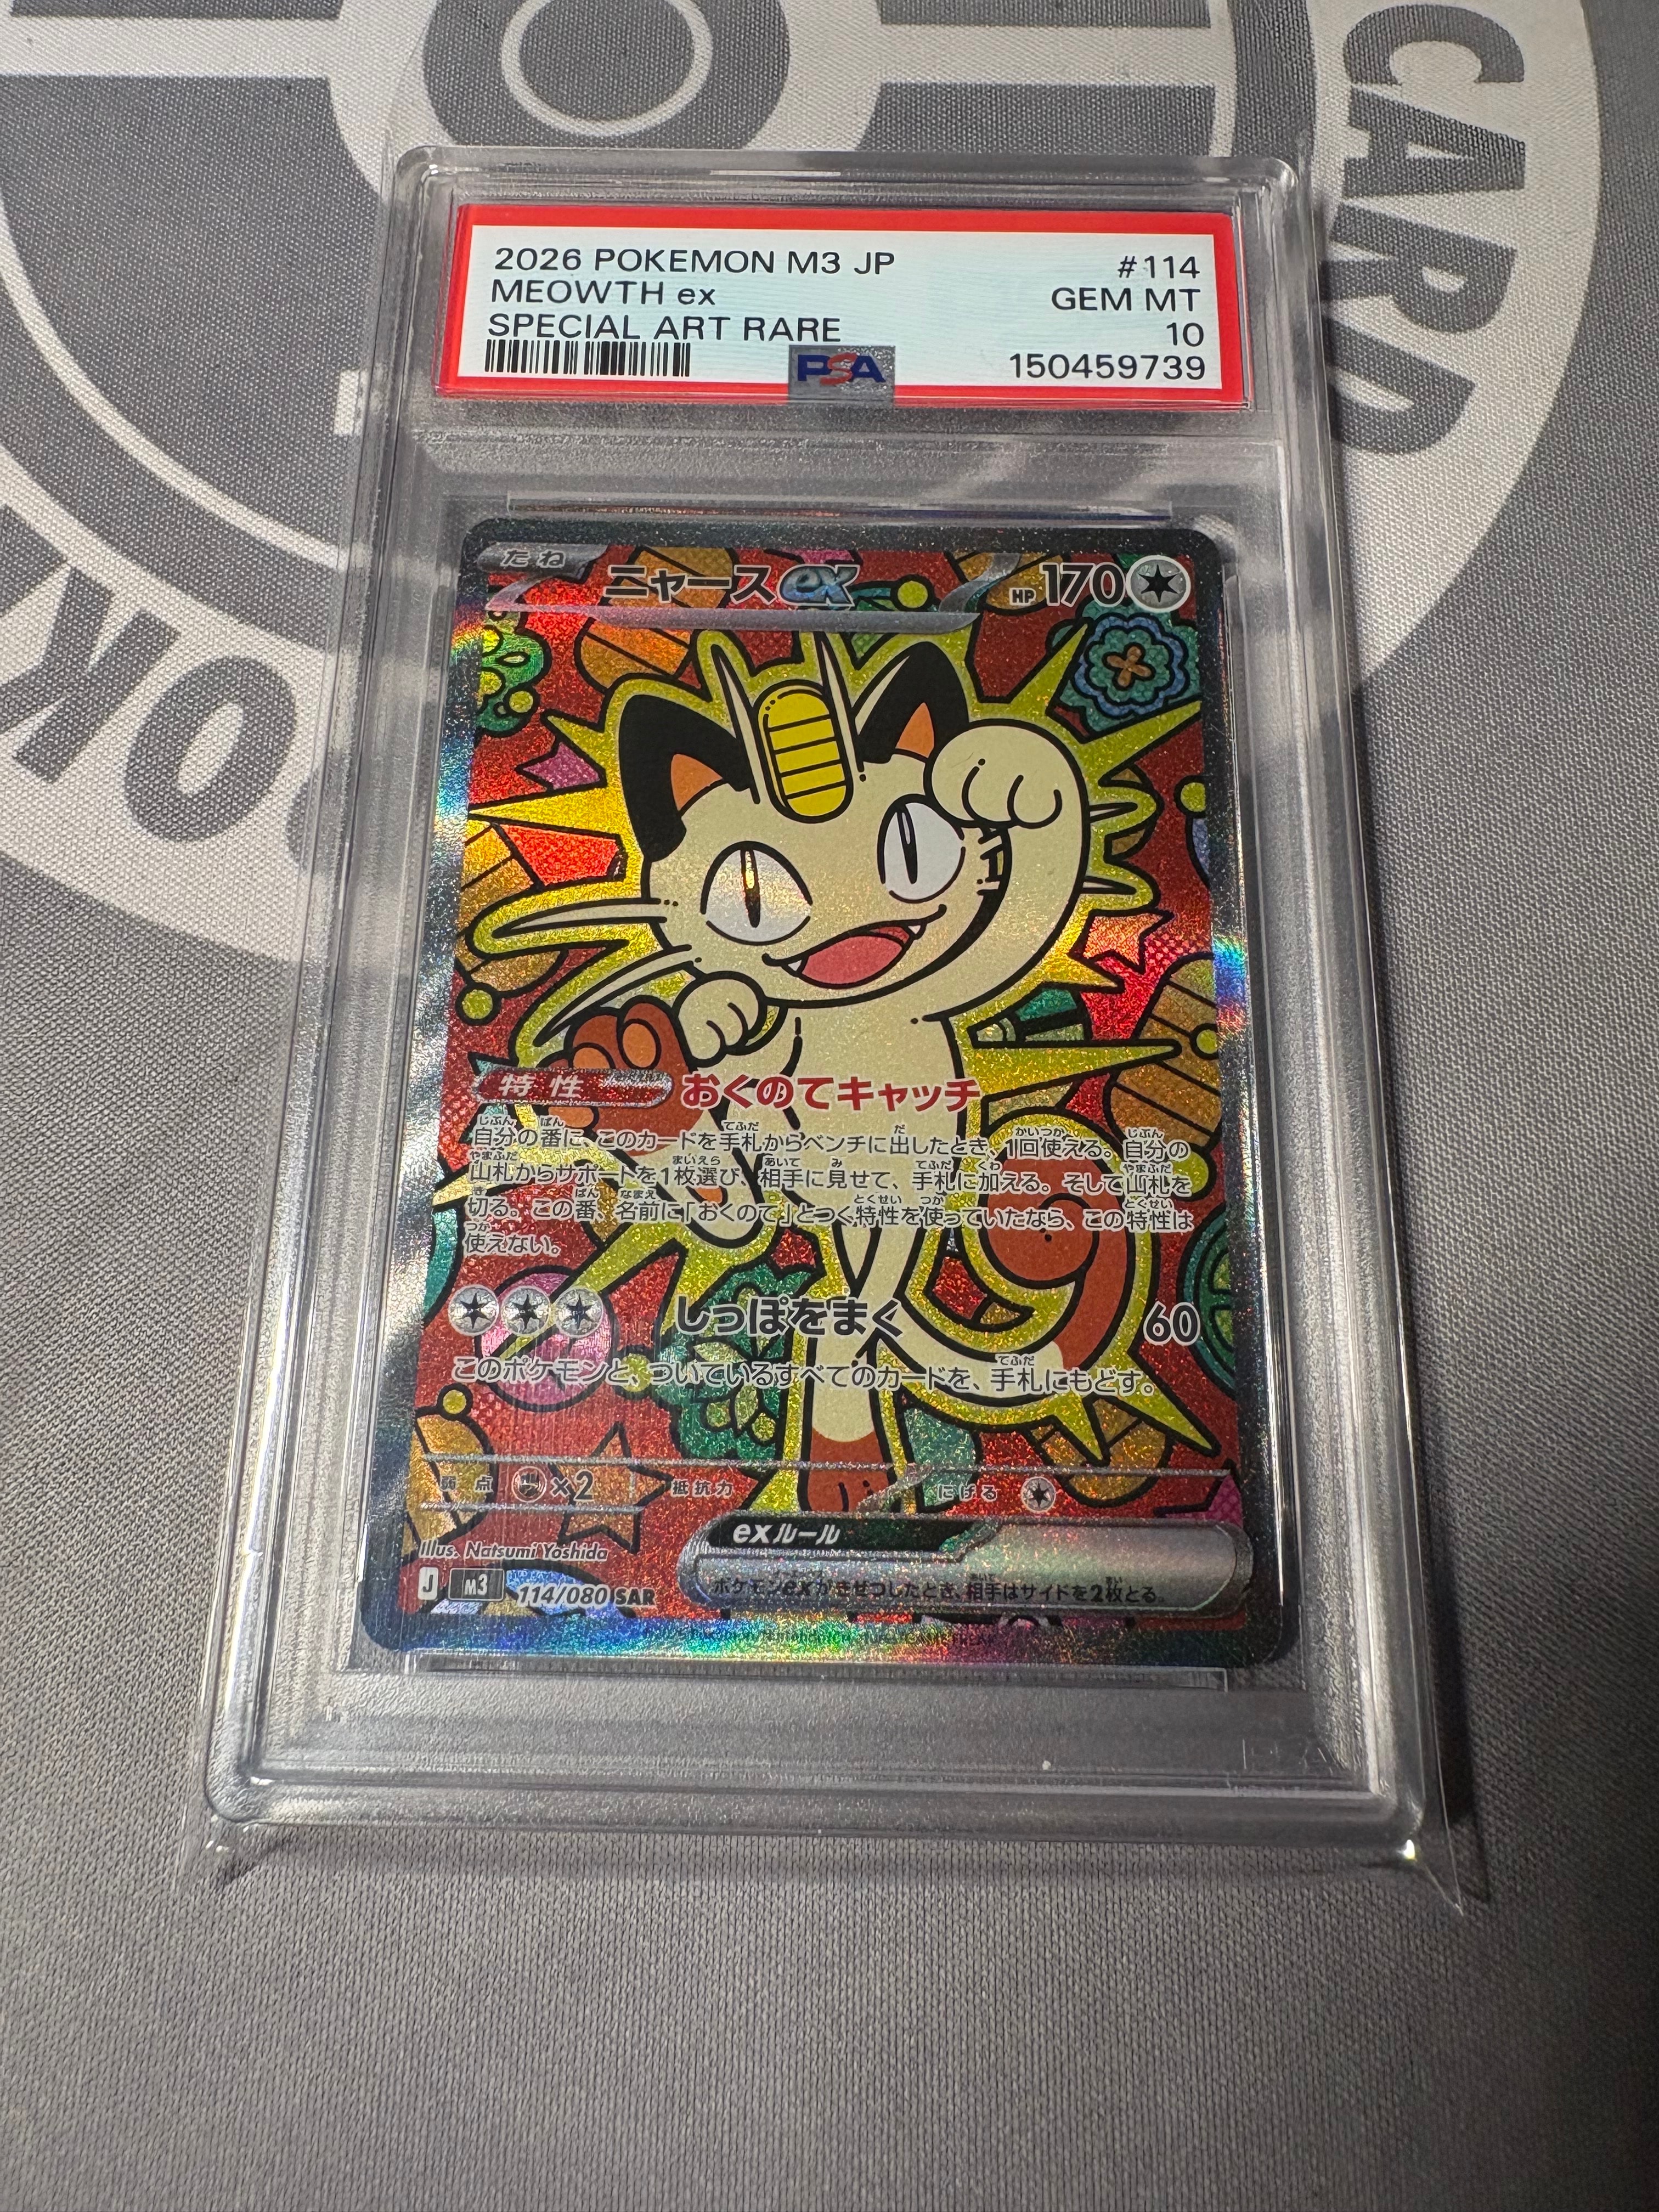 CARD
POK
2026 POKEMON M3 JP #114
MEOWTH ex GEM MT
SPECIAL ART RARE 10
PSA 150459739
たね ニャースex HP 170
特性 おくのてキャッチ
自分の番に、このカードを手札からベンチに出したとき、1回使える。自分の
山札からサポートを1枚選び、相手に見せて、手札に加える。そして山札を
切る。この番、名前に「おくのて」とつく特性を使っていたなら、この特性は
使えない。
しっぽをまく 60
このポケモンと、ついているすべてのカードを、手札にもどす。
弱点 ×2 抵抗力 にげる
exルール
ポケモンexがきぜつしたとき、相手はサイドを2枚とる。
Illus. Natsumi Yoshida
J M3 114/080 SAR
PSA